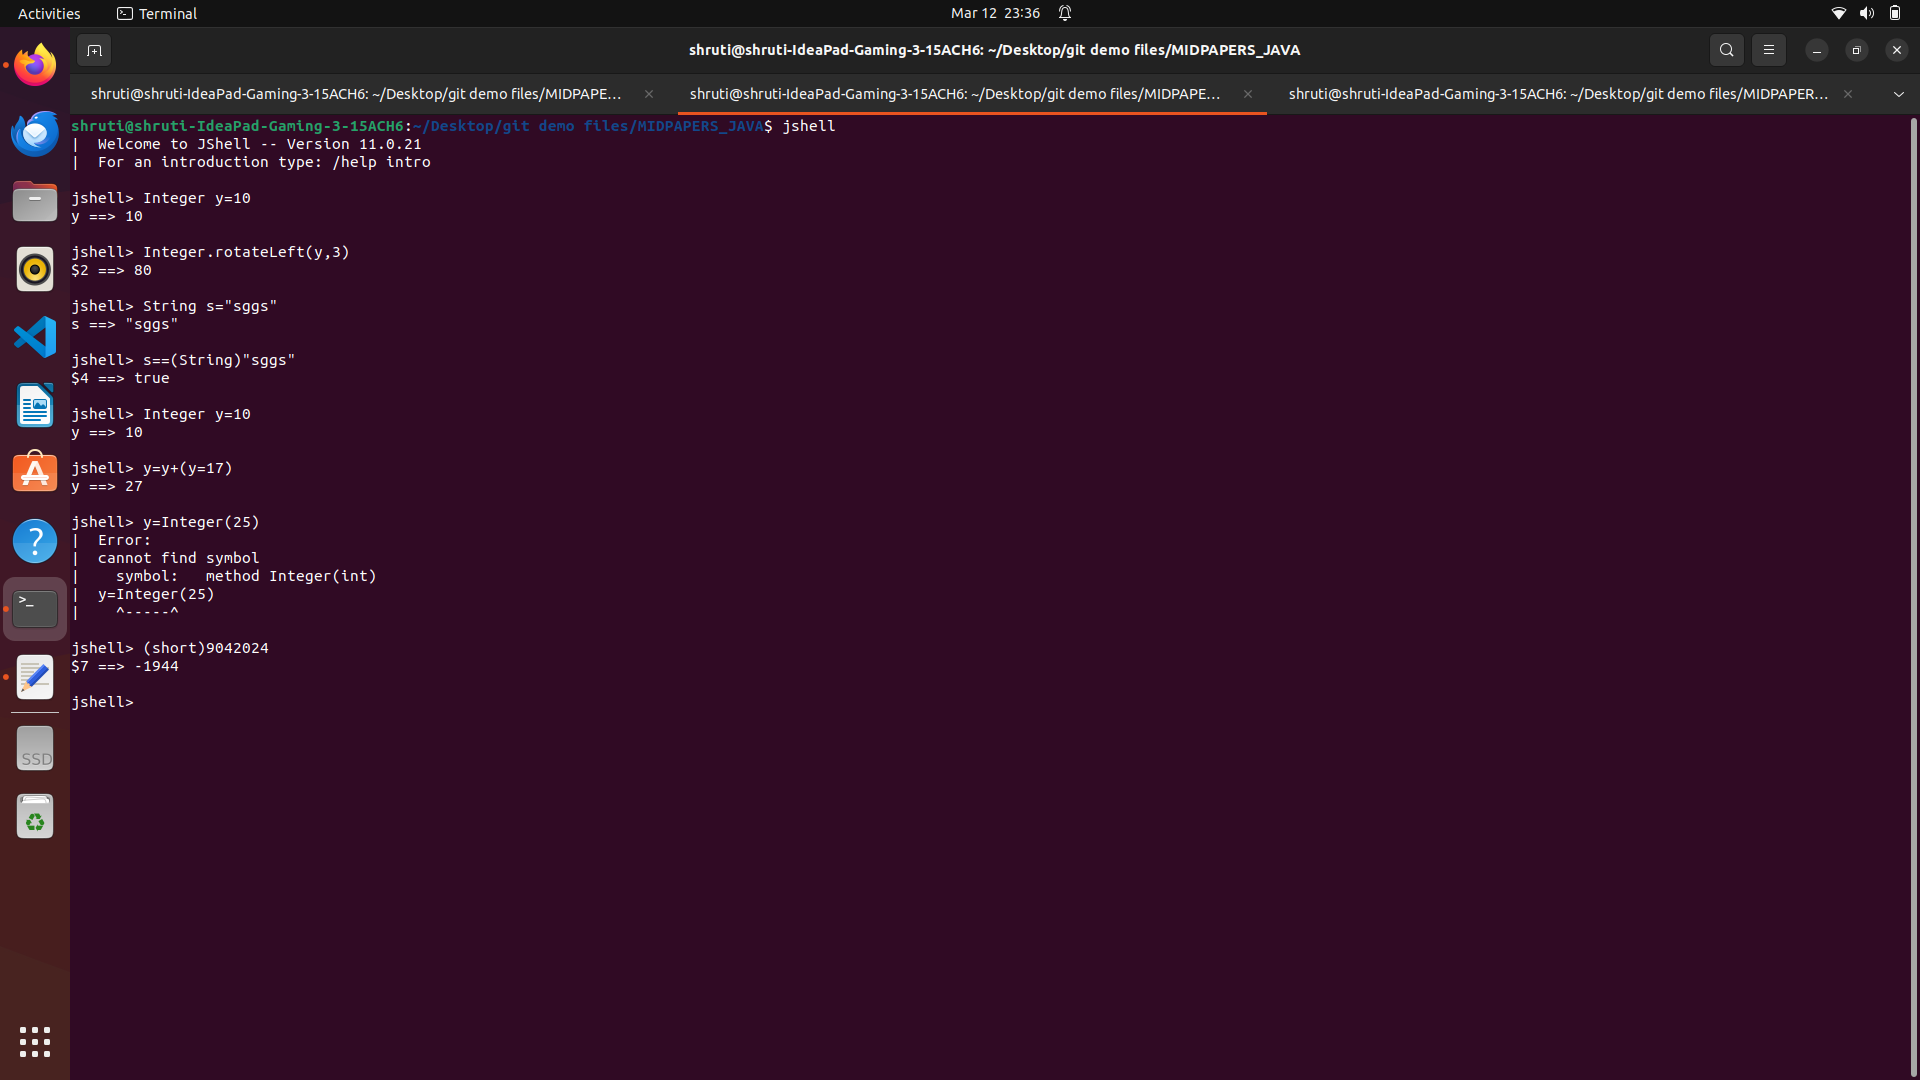 Activities
Terminal
Mar 12 23:36
shruti@shruti-IdeaPad-Gaming-3-15ACH6: ~/Desktop/git demo files/MIDPAPERS_JAVA
shruti@shruti-IdeaPad-Gaming-3-15ACH6: ~/Desktop/git demo files/MIDPAPE...
shruti@shruti-IdeaPad-Gaming-3-15ACH6: ~/Desktop/git demo files/MIDPAPE...
shruti@shruti-IdeaPad-Gaming-3-15ACH6: ~/Desktop/git demo files/MIDPAPER...
shruti@shruti-IdeaPad-Gaming-3-15ACH6:~/Desktop/git demo files/MIDPAPERS_JAVA$ jshell
|  Welcome to JShell -- Version 11.0.21
|  For an introduction type: /help intro
jshell> Integer y=10
y ==> 10
jshell> Integer.rotateLeft(y,3)
$2 ==> 80
jshell> String s="sggs"
s ==> "sggs"
jshell> s==(String)"sggs"
$4 ==> true
jshell> Integer y=10
y ==> 10
jshell> y=y+(y=17)
y ==> 27
jshell> y=Integer(25)
|  Error:
|  cannot find symbol
|    symbol:   method Integer(int)
|  y=Integer(25)
|    ^-----^
jshell> (short)9042024
$7 ==> -1944
jshell>
SSD